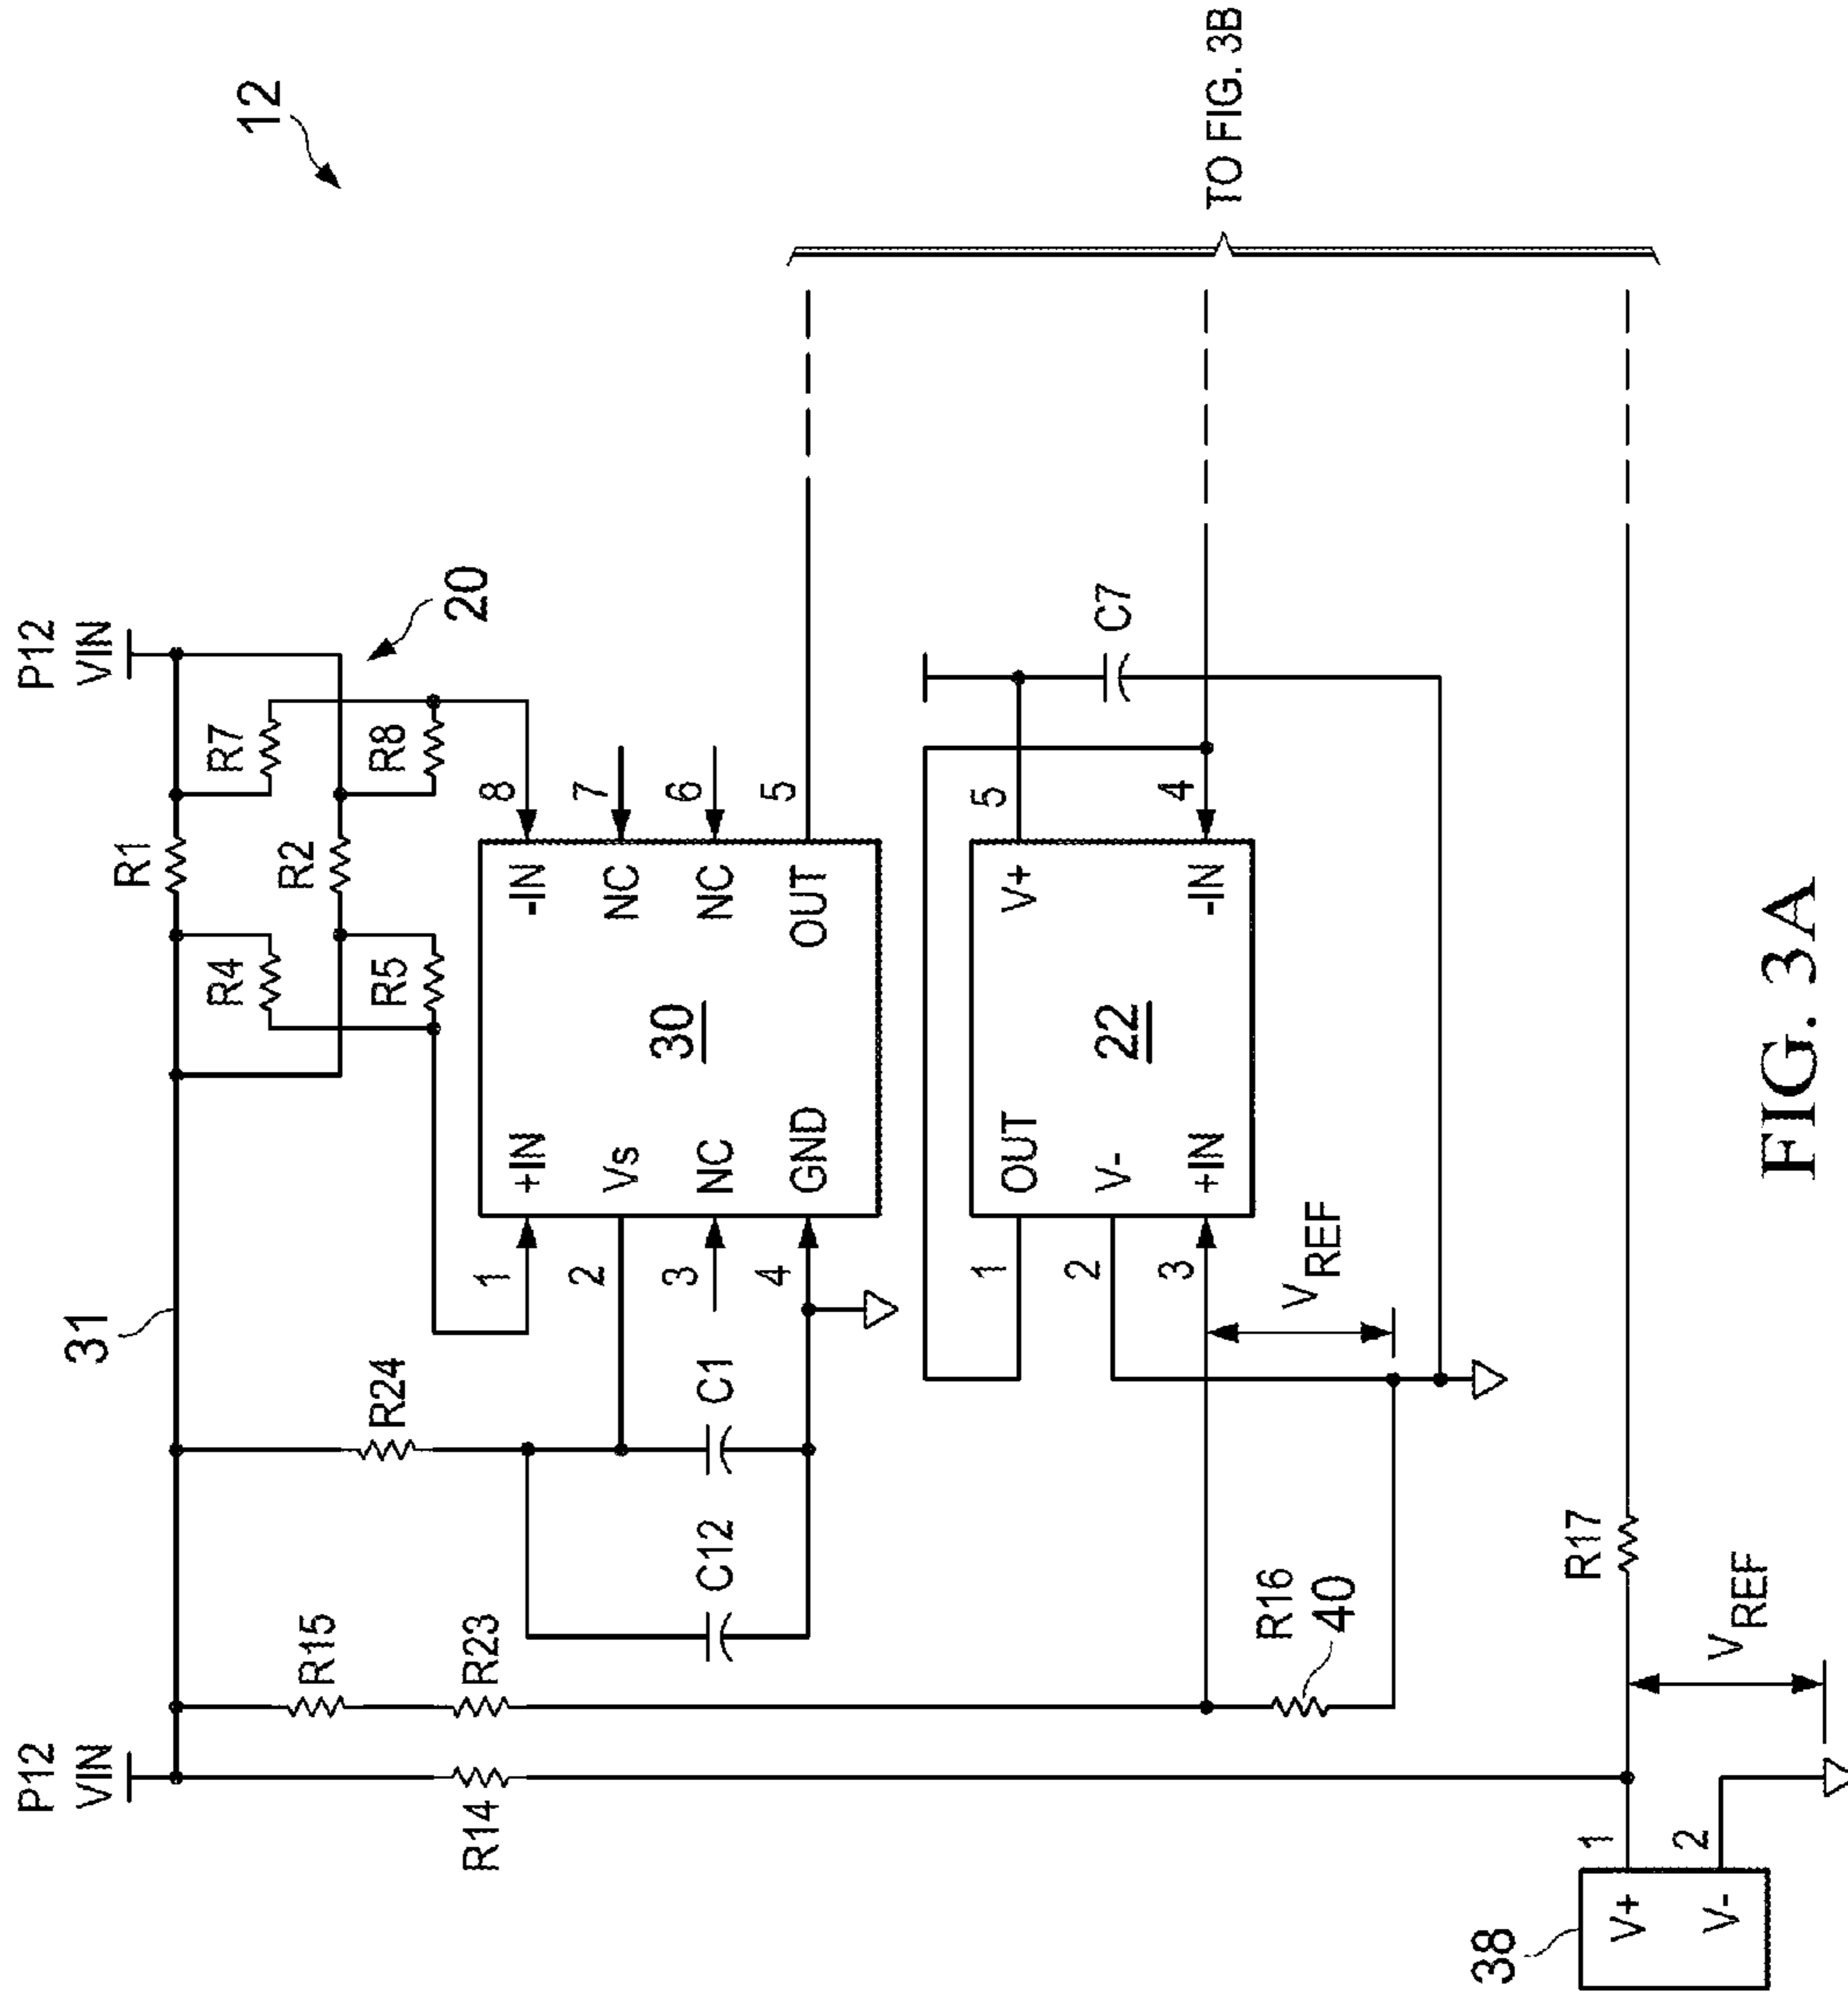 12
P12
VIN
P12
VIN
31
R1
R7
20
R4
R2
R8
R5
R24
R15
R23
R14
C12
C1
1
2
3
4
+IN
Vs
NC
GND
30
-IN
NC
NC
OUT
8
7
6
5
1
2
3
OUT
V-
+IN
22
V+
-IN
5
4
C7
VREF
R16
40
TO FIG. 3B
R17
VREF
38
V+
V-
1
2
FIG. 3A